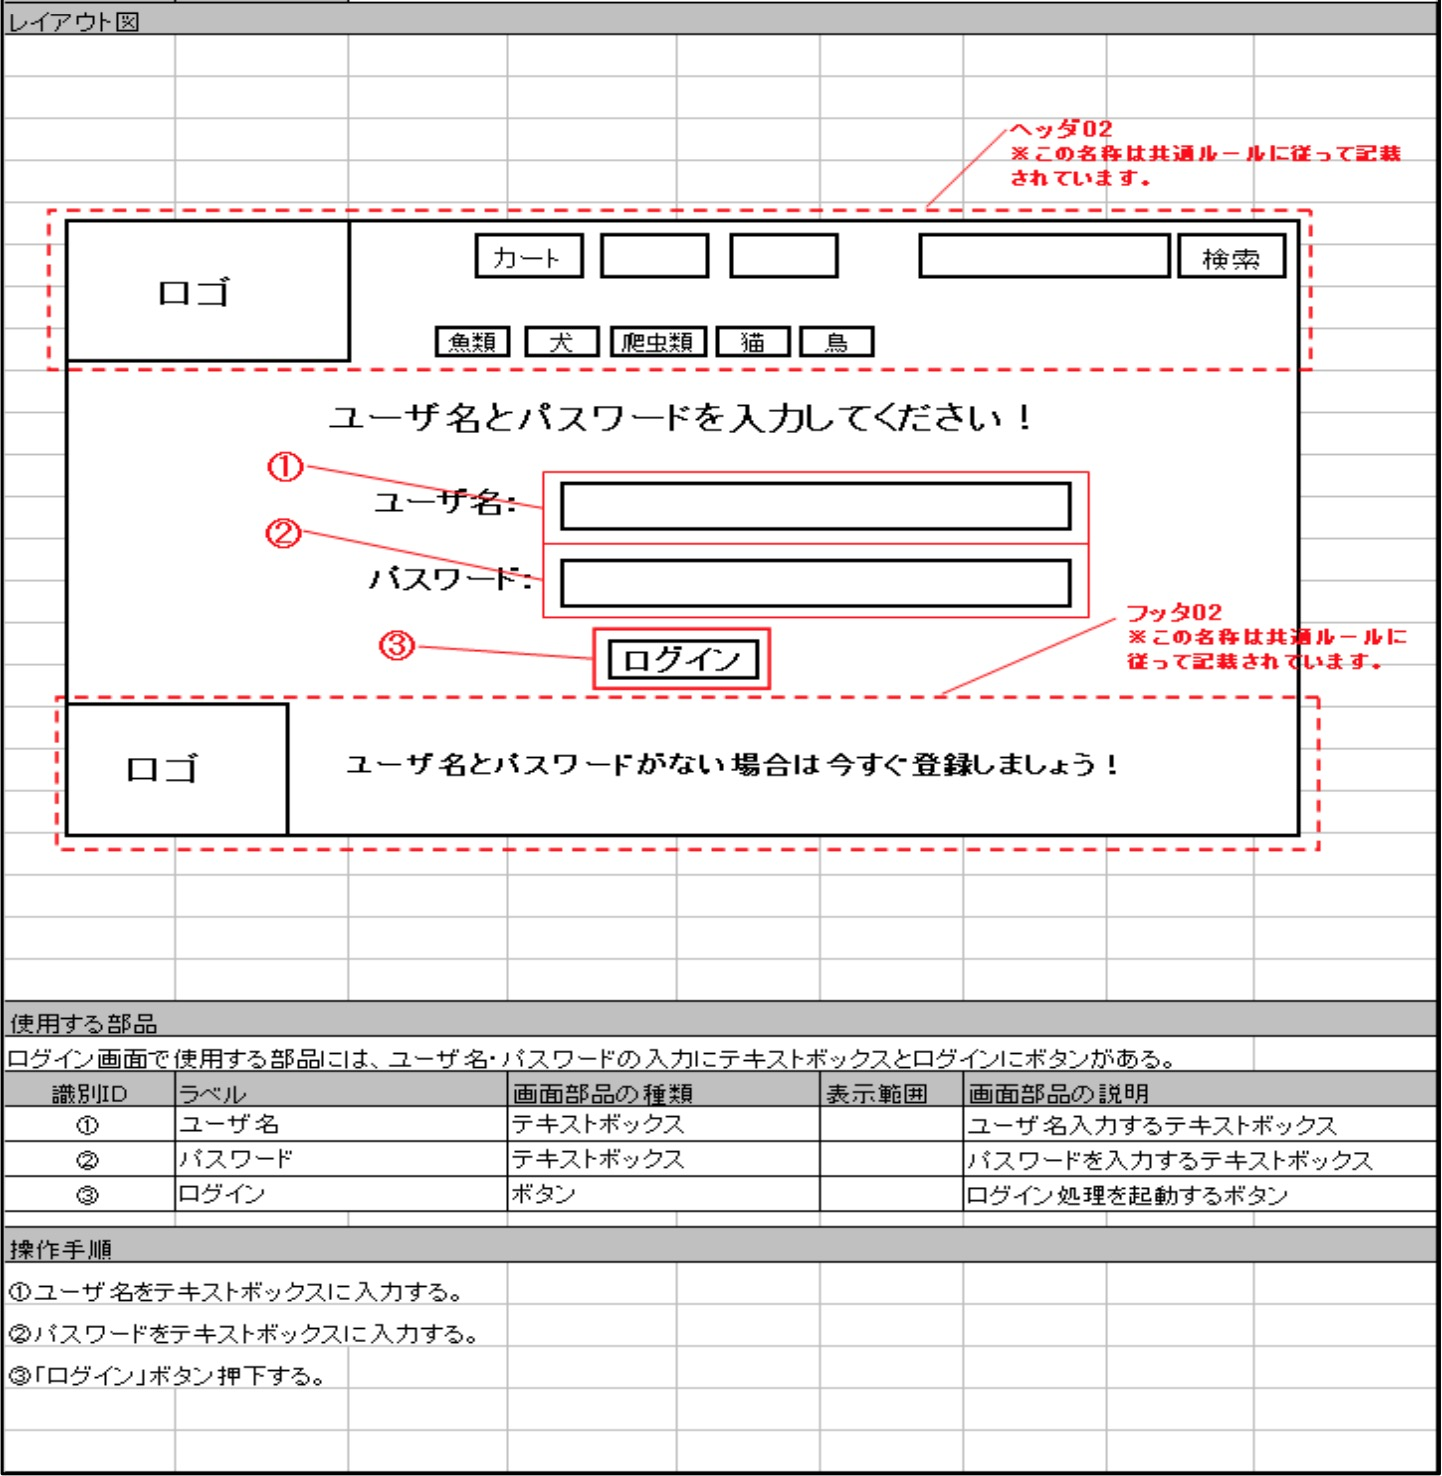 レイアウト図
ヘッダ02
※この名称は共通ルールに従って記載
されています。
ロゴ
カート
検索
魚類
犬
爬虫類
猫
鳥
ユーザ名とパスワードを入力してください！
①
ユーザ名:
②
パスワード:
③
ログイン
フッタ02
※この名称は共通ルールに
従って記載されています。
ロゴ
ユーザ名とパスワードがない場合は今すぐ登録しましょう！
使用する部品
ログイン画面で使用する部品には、ユーザ名・パスワードの入力にテキストボックスとログインにボタンがある。
識別ID ラベル 画面部品の種類 表示範囲 画面部品の説明
① ユーザ名 テキストボックス ユーザ名入力するテキストボックス
② パスワード テキストボックス パスワードを入力するテキストボックス
③ ログイン ボタン ログイン処理を起動するボタン
操作手順
①ユーザ名をテキストボックスに入力する。
②パスワードをテキストボックスに入力する。
③「ログイン」ボタン押下する。